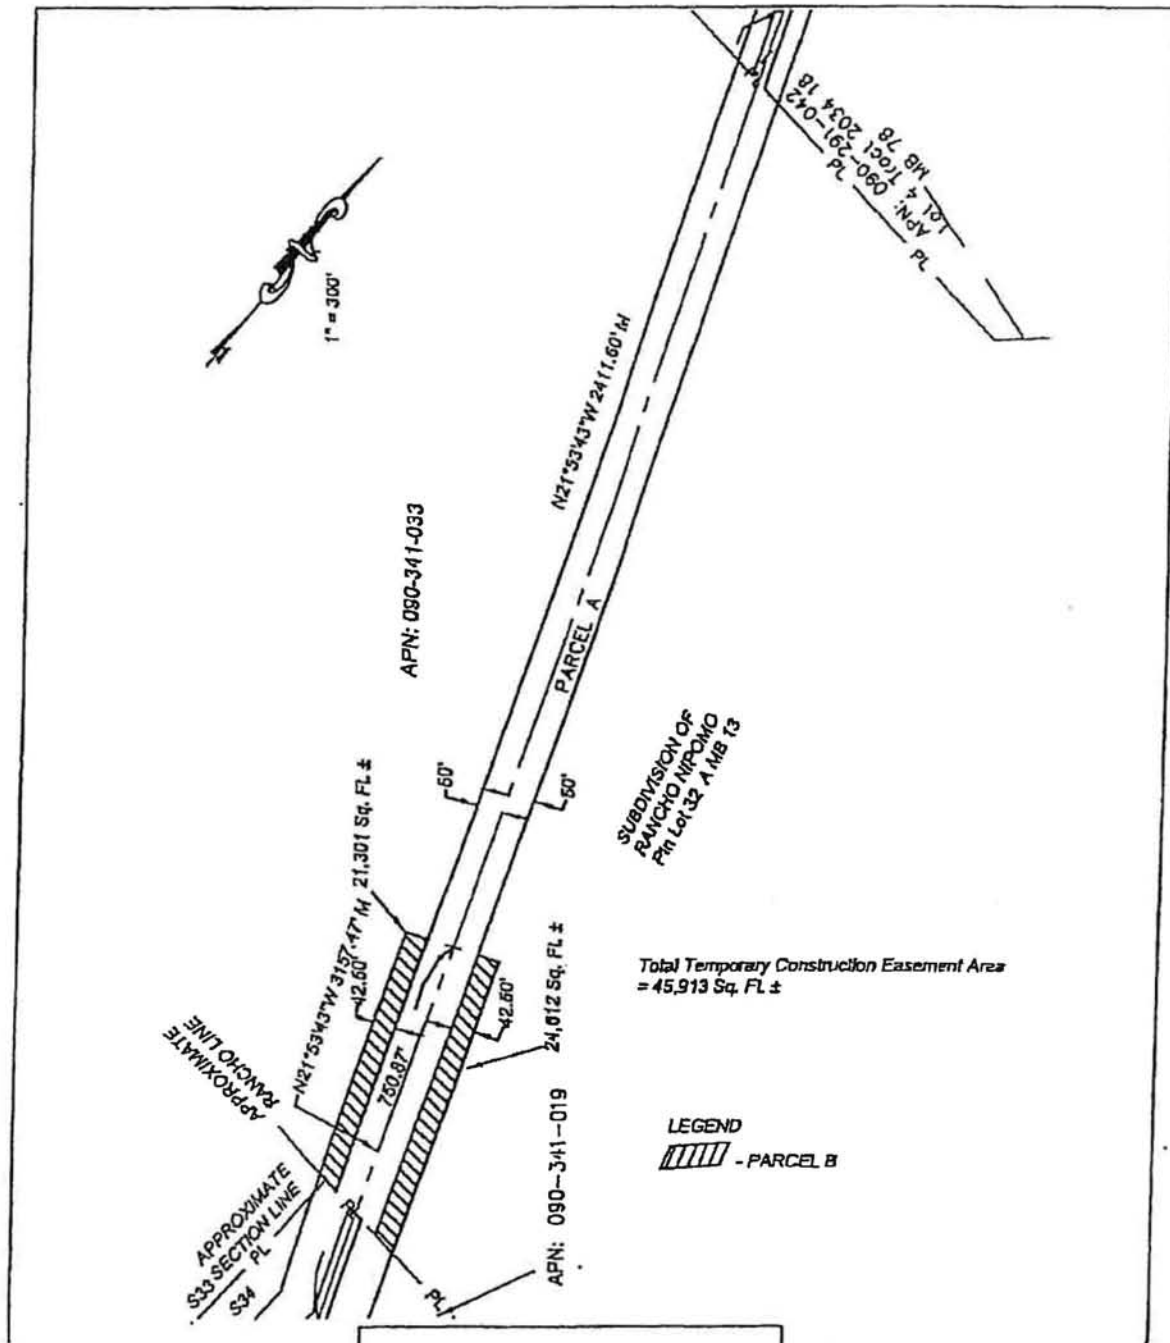 APN: 090-291-042
Lot 4 Tract 2034 18
MB 78
PL
PL
1" = 300'
N21°53'43"W 2411.60' M
APN: 090-341-033
PARCEL A
50'
50'
SUBDIVISION OF
RANCHO NIPOMO
Ptn Lot 32 A MB 13
21,301 Sq. Ft. ±
N21°53'43"W 3157.47' M
42.60'
42.60'
750.87'
24,612 Sq. Ft. ±
Total Temporary Construction Easement Area
= 45,913 Sq. Ft. ±
APPROXIMATE
RANCHO LINE
APPROXIMATE
S33 SECTION LINE
PL
S34
PL
PL
APN: 090-341-019
LEGEND
- PARCEL B